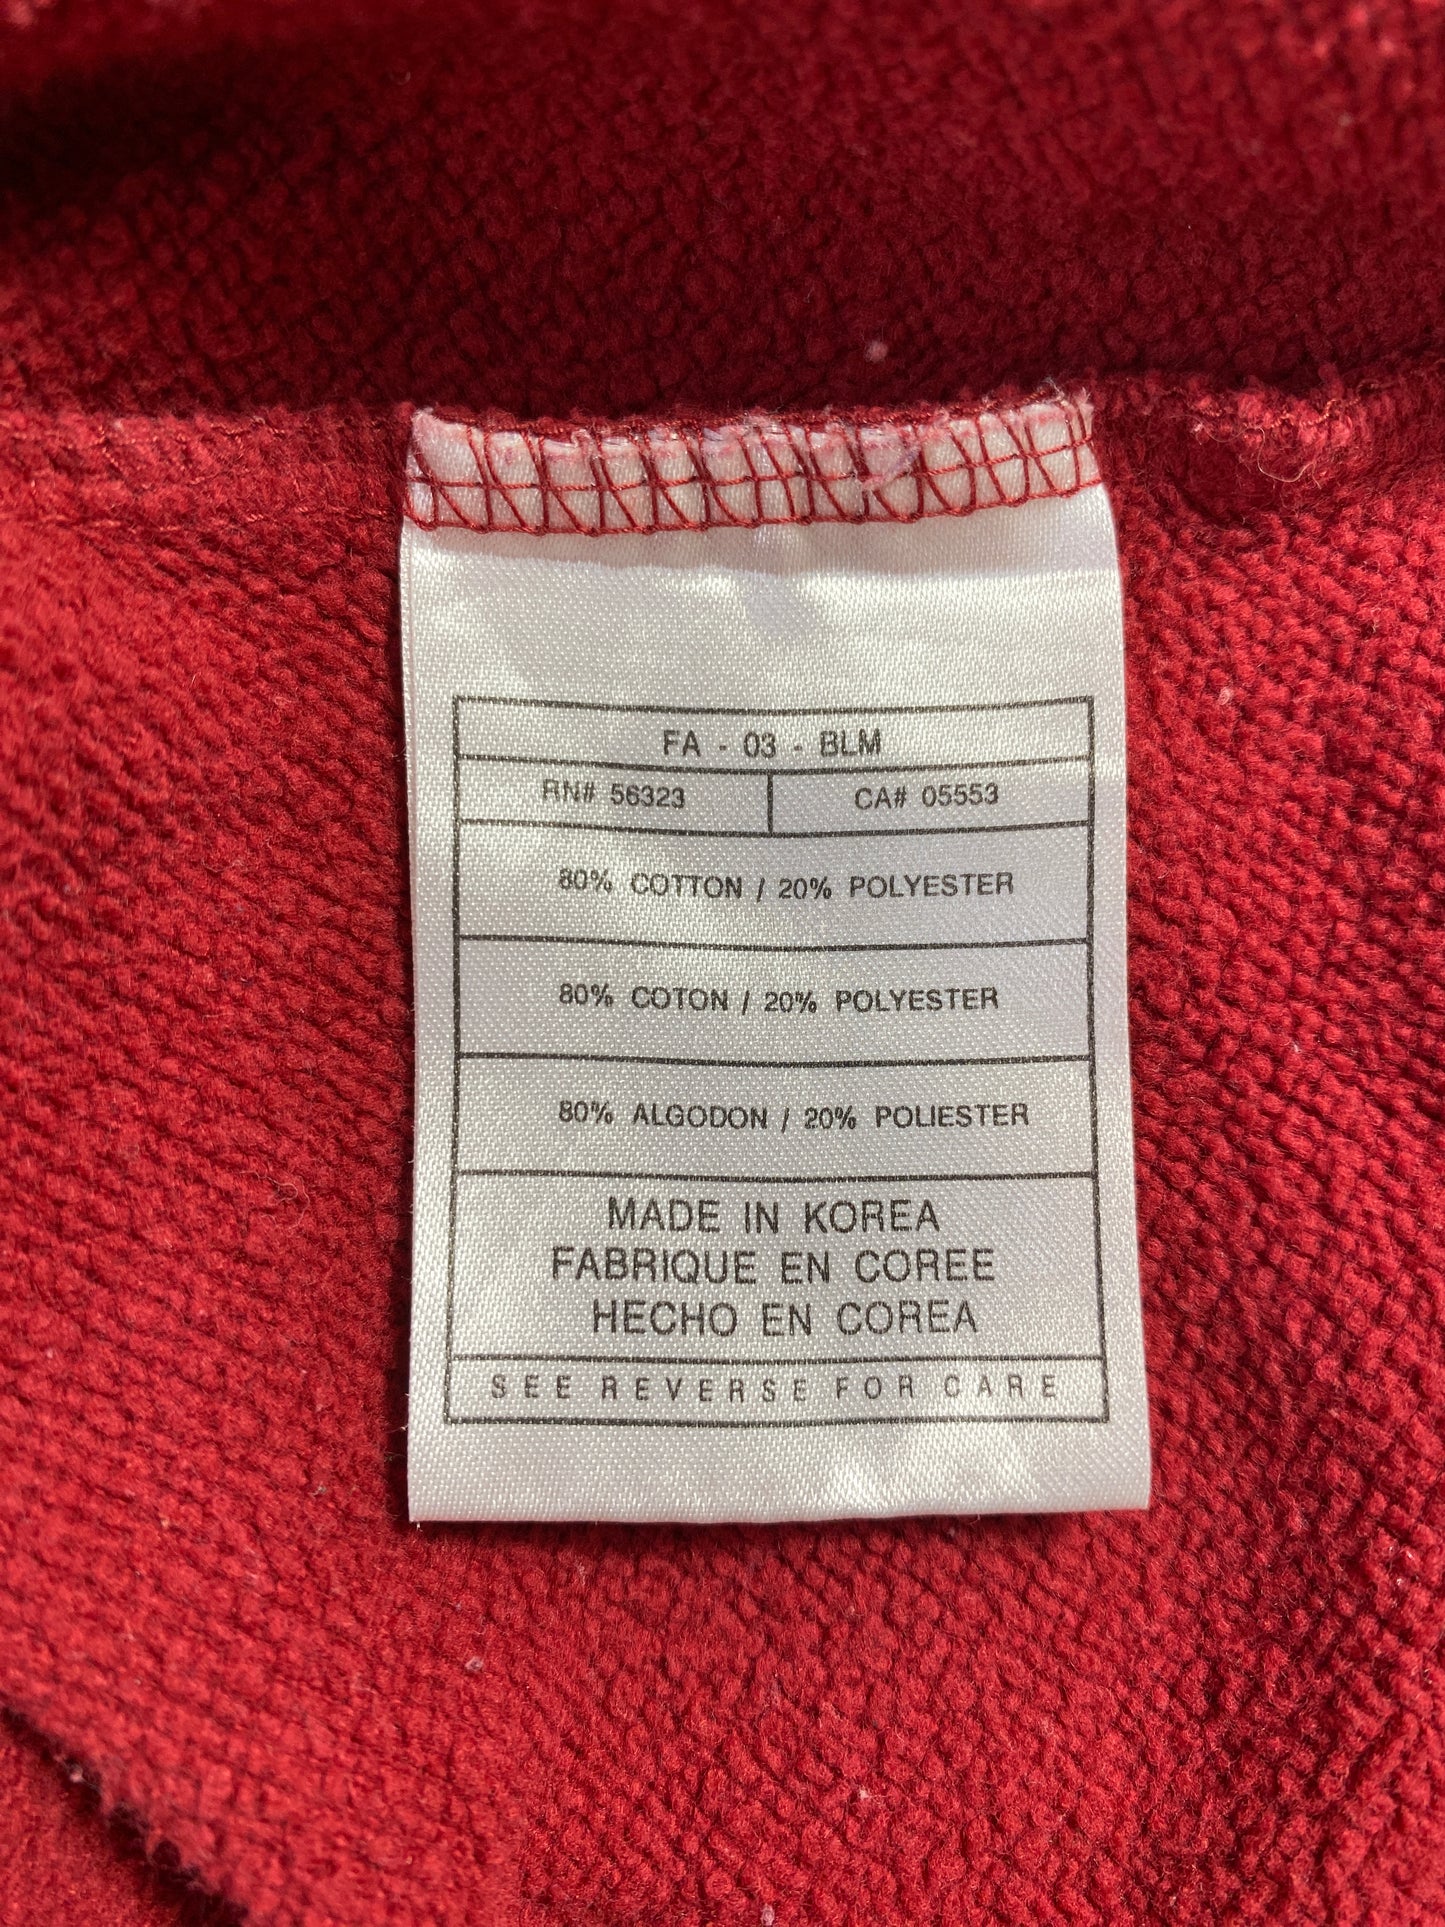 FA - 03 - BLM
RN# 56323 CA# 05553
80% COTTON / 20% POLYESTER
80% COTON / 20% POLYESTER
80% ALGODON / 20% POLIESTER
MADE IN KOREA
FABRIQUE EN COREE
HECHO EN COREA
SEE REVERSE FOR CARE